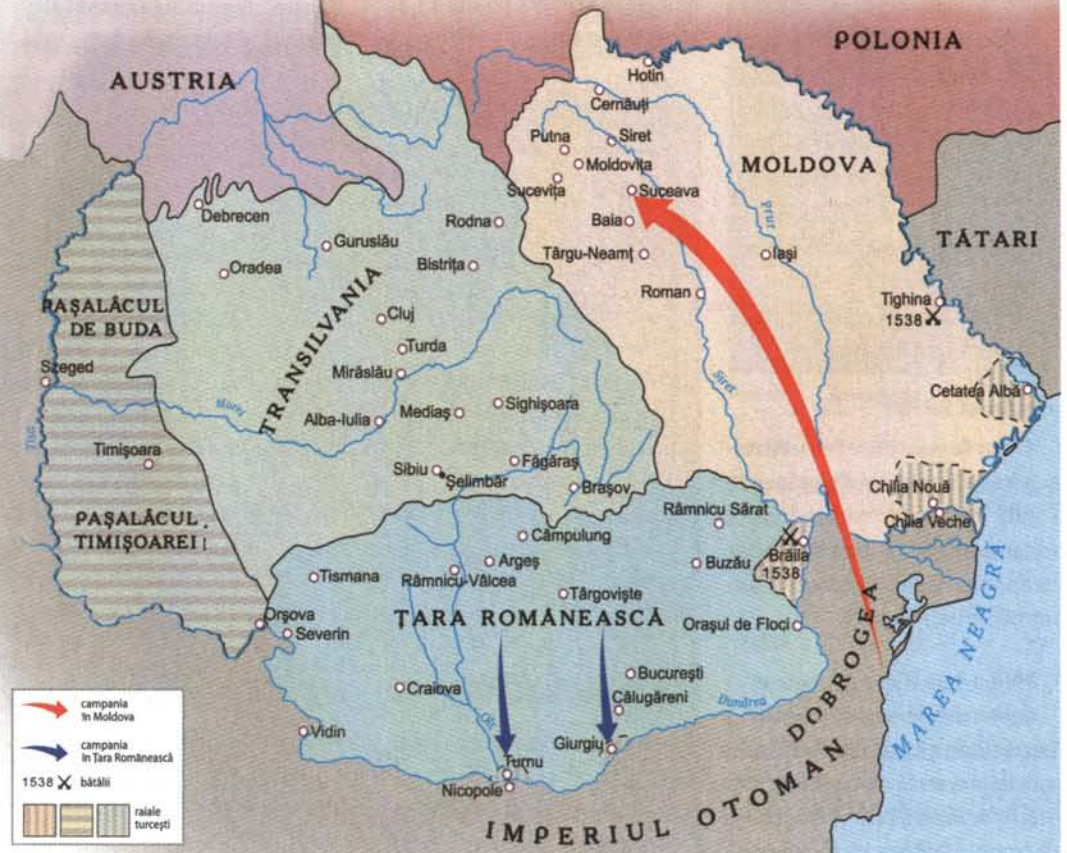 POLONIA
AUSTRIA
Hotin
Cernăuți
Putna
Siret
Moldovița
MOLDOVA
Sucevița
Suceava
Debrecen
Rodna
Baia
Prut
TĂTARI
Guruslău
Târgu-Neamț
Iași
Oradea
Bistrița
Roman
Tighina
1538
PAȘALÂCUL
DE BUDA
TRANSILVANIA
Cluj
Turda
Szeged
Mirăslău
Siret
Cetatea Albă
Mureș
Mediaș
Sighișoara
Alba-Iulia
Tisa
Timișoara
Sibiu
Șelimbăr
Făgăraș
Brașov
Chilia Nouă
Chilia Veche
PAȘALÂCUL
TIMIȘOAREI
Râmnicu Sărat
Câmpulung
Brăila
1538
Argeș
Buzău
Tismana
Râmnicu-Vâlcea
Târgoviște
Orșova
Severin
ȚARA ROMÂNEASCĂ
Orașul de Floci
DOBROGEA
MAREA NEAGRĂ
București
Craiova
Călugăreni
Dunărea
Olt
Vidin
Giurgiu
Turnu
Nicopole
IMPERIUL OTOMAN
campania
în Moldova
campania
în Țara Românească
1538
bătălii
raiale
turcești